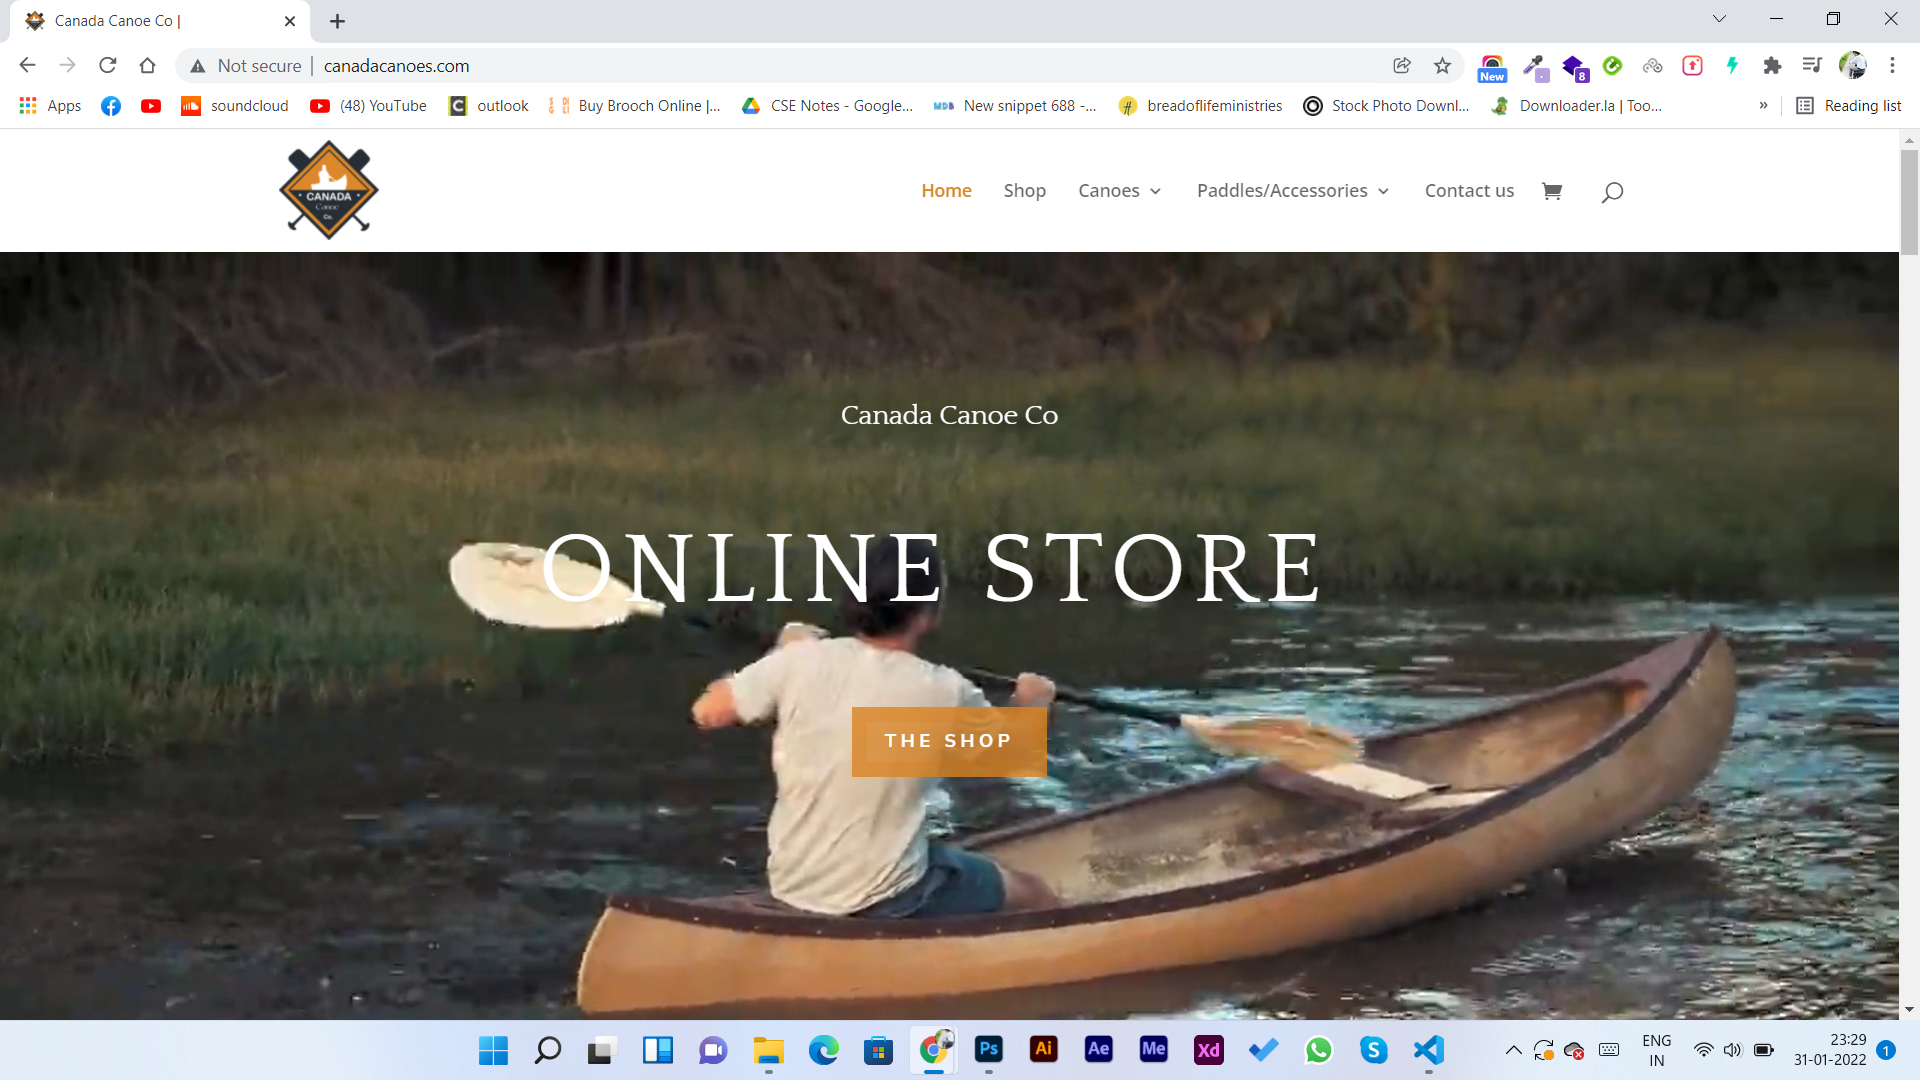 Canada Canoe Co |
Not secure | canadacanoes.com
New
8
Apps
soundcloud
(48) YouTube
C outlook
Buy Brooch Online |...
CSE Notes - Google...
MDB New snippet 688 -...
# breadoflifeministries
Stock Photo Downl...
Downloader.la | Too...
»
Reading list
CANADA
Canoe
Co.
Home
Shop
Canoes
Paddles/Accessories
Contact us
Canada Canoe Co
ONLINE STORE
THE SHOP
Ps
Ai
Ae
Me
Xd
S
ENG
IN
23:29
31-01-2022
1